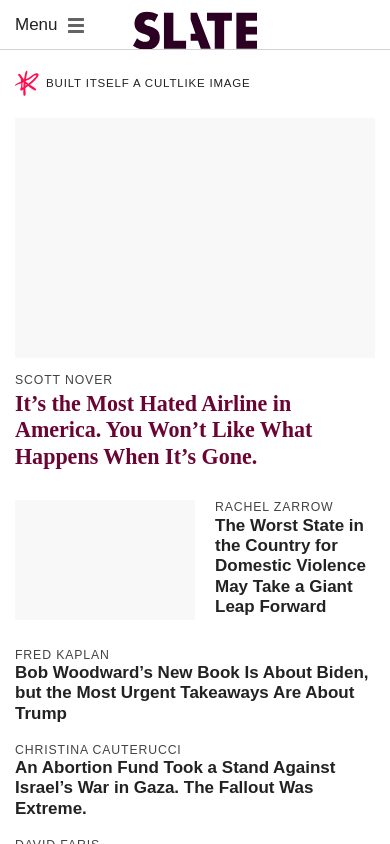 Menu
SLATE
BUILT ITSELF A CULTLIKE IMAGE
SCOTT NOVER
It’s the Most Hated Airline in
America. You Won’t Like What
Happens When It’s Gone.
RACHEL ZARROW
The Worst State in
the Country for
Domestic Violence
May Take a Giant
Leap Forward
FRED KAPLAN
Bob Woodward’s New Book Is About Biden,
but the Most Urgent Takeaways Are About
Trump
CHRISTINA CAUTERUCCI
An Abortion Fund Took a Stand Against
Israel’s War in Gaza. The Fallout Was
Extreme.
DAVID FARIS